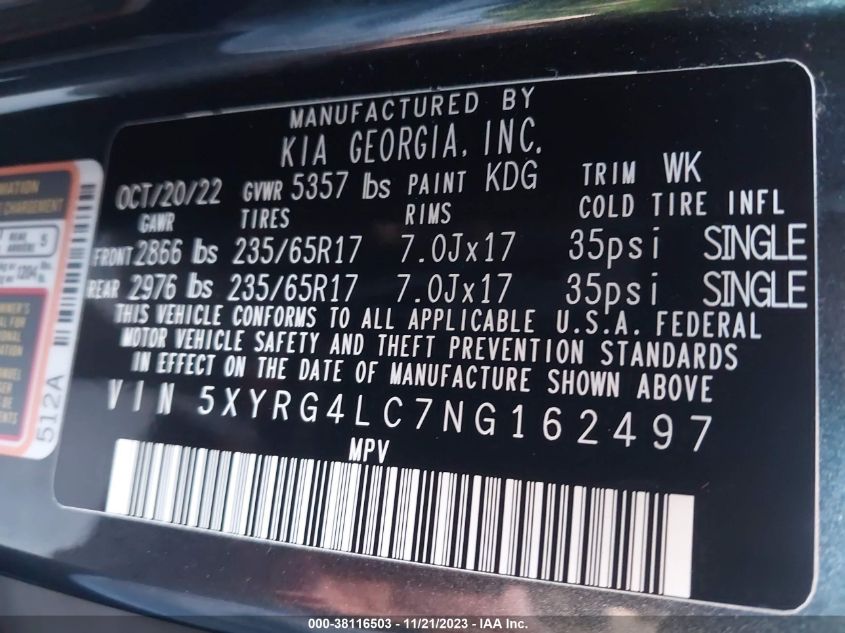 MANUFACTURED BY
KIA GEORGIA, INC.
OCT/20/22 GVWR 5357 lbs PAINT KDG TRIM WK
GAWR TIRES RIMS COLD TIRE INFL
FRONT 2866 lbs 235/65R17 7.0Jx17 35psi SINGLE
REAR 2976 lbs 235/65R17 7.0Jx17 35psi SINGLE
THIS VEHICLE CONFORMS TO ALL APPLICABLE U.S.A. FEDERAL
MOTOR VEHICLE SAFETY AND THEFT PREVENTION STANDARDS
IN EFFECT ON THE DATE OF MANUFACTURE SHOWN ABOVE
VIN 5XYRG4LC7NG162497
MPV
512A
000-38116503 - 11/21/2023 - IAA Inc.